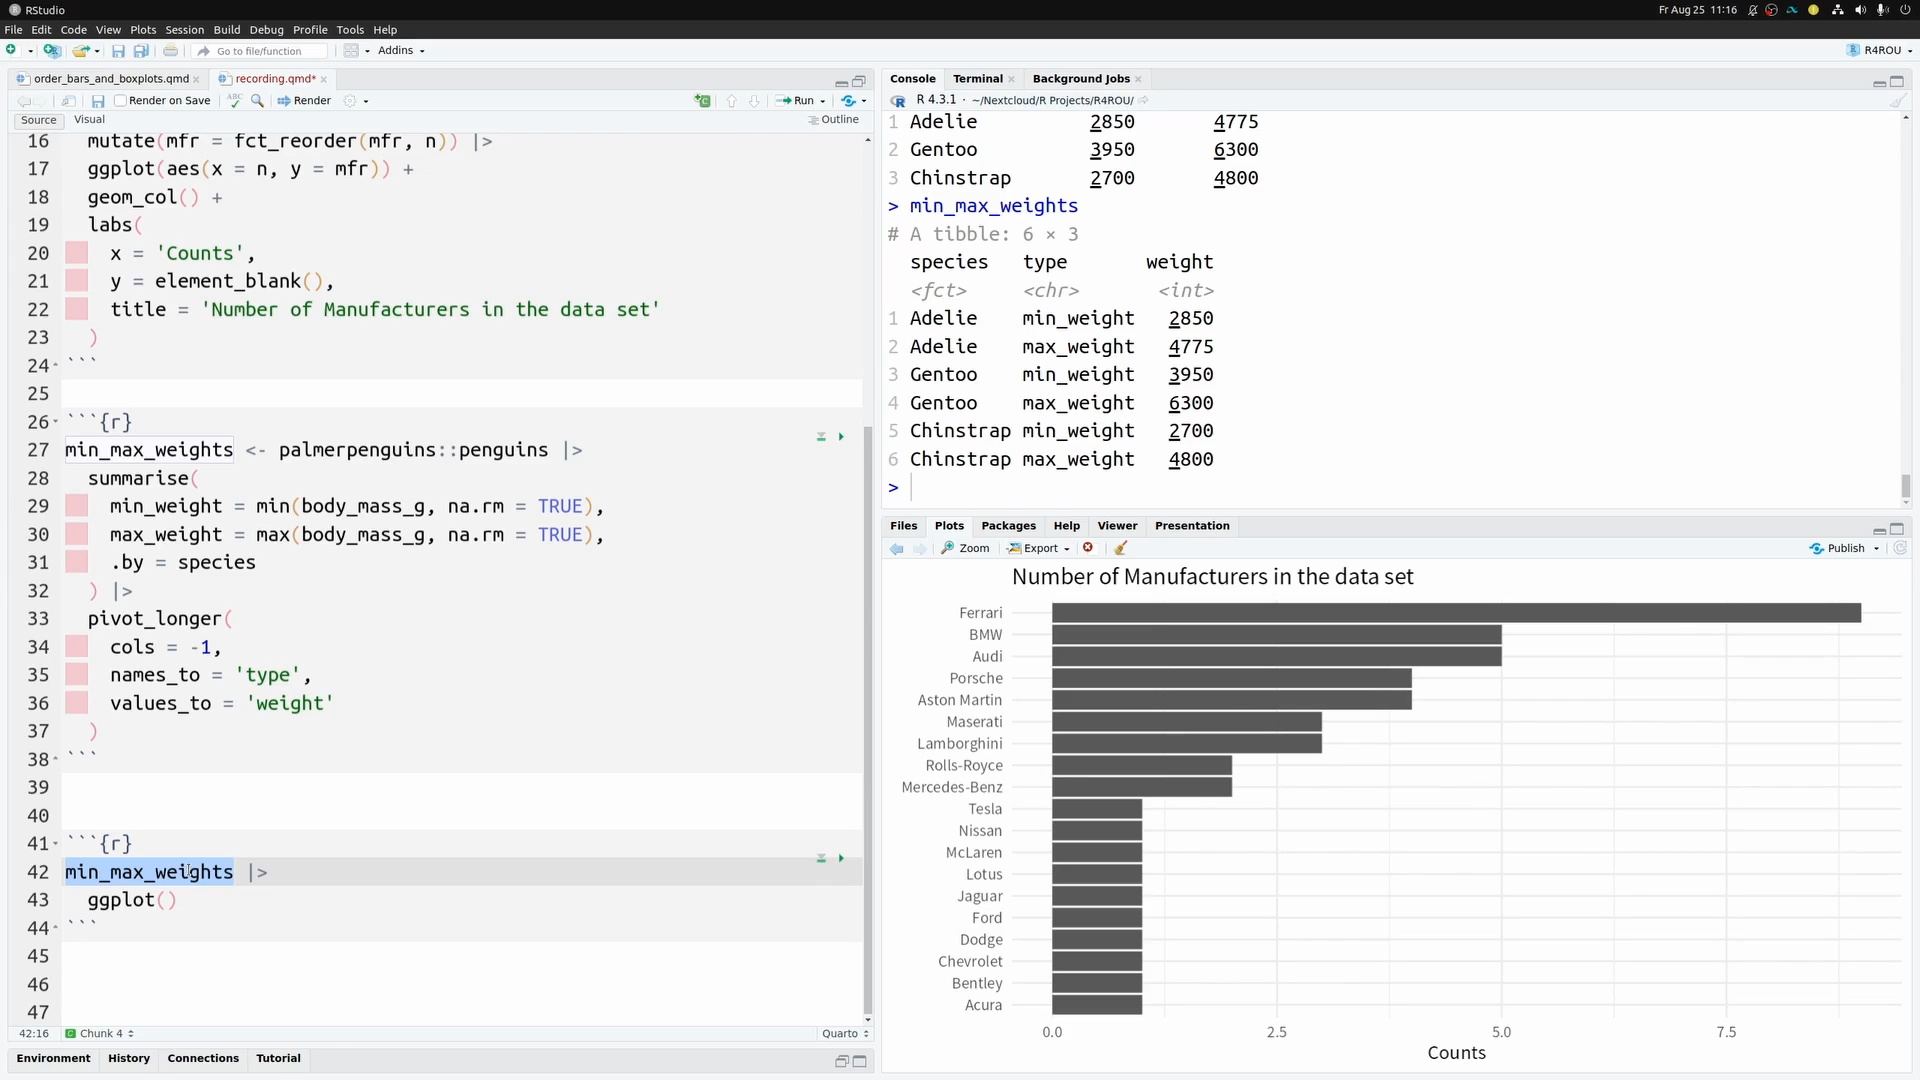 RStudio
Fr Aug 25 11:16
File Edit Code View Plots Session Build Debug Profile Tools Help
Go to file/function
Addins
R4ROU
order_bars_and_boxplots.qmd
recording.qmd*
Render on Save
ABC
Render
Run
Source
Visual
Outline
16 mutate(mfr = fct_reorder(mfr, n)) |>
17 ggplot(aes(x = n, y = mfr)) +
18 geom_col() +
19 labs(
20 x = 'Counts',
21 y = element_blank(),
22 title = 'Number of Manufacturers in the data set'
23 )
24 ```
25
26 ```{r}
27 min_max_weights <- palmerpenguins::penguins |>
28 summarise(
29 min_weight = min(body_mass_g, na.rm = TRUE),
30 max_weight = max(body_mass_g, na.rm = TRUE),
31 .by = species
32 ) |>
33 pivot_longer(
34 cols = -1,
35 names_to = 'type',
36 values_to = 'weight'
37 )
38 ```
39
40
41 ```{r}
42 min_max_weights |>
43 ggplot()
44 ```
45
46
47
42:16
Chunk 4
Quarto
Environment History Connections Tutorial
Console Terminal Background Jobs
R 4.3.1 · ~/Nextcloud/R Projects/R4ROU/
1 Adelie 2850 4775
2 Gentoo 3950 6300
3 Chinstrap 2700 4800
> min_max_weights
# A tibble: 6 × 3
species type weight
<fct> <chr> <int>
1 Adelie min_weight 2850
2 Adelie max_weight 4775
3 Gentoo min_weight 3950
4 Gentoo max_weight 6300
5 Chinstrap min_weight 2700
6 Chinstrap max_weight 4800
>
Files Plots Packages Help Viewer Presentation
Zoom
Export
Publish
Number of Manufacturers in the data set
Ferrari
BMW
Audi
Porsche
Aston Martin
Maserati
Lamborghini
Rolls-Royce
Mercedes-Benz
Tesla
Nissan
McLaren
Lotus
Jaguar
Ford
Dodge
Chevrolet
Bentley
Acura
0.0 2.5 5.0 7.5
Counts